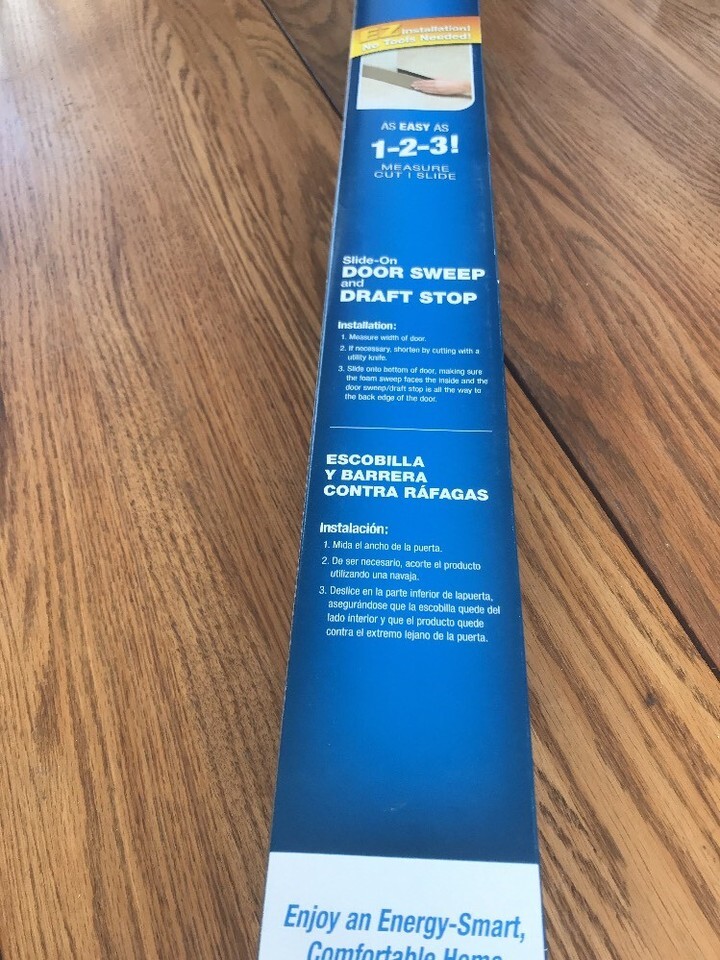 EZ Installation!
No Tools Needed!
AS EASY AS
1-2-3!
MEASURE
CUT | SLIDE
Slide-On
DOOR SWEEP
and
DRAFT STOP
Installation:
1. Measure width of door.
2. If necessary, shorten by cutting with a
utility knife.
3. Slide onto bottom of door, making sure
the foam sweep faces the inside and the
door sweep/draft stop is all the way to
the back edge of the door.
ESCOBILLA
Y BARRERA
CONTRA RÁFAGAS
Instalación:
1. Mida el ancho de la puerta.
2. De ser necesario, acorte el producto
utilizando una navaja.
3. Deslice en la parte inferior de lapuerta,
asegurándose que la escobilla quede del
lado interior y que el producto quede
contra el extremo lejano de la puerta.
Enjoy an Energy-Smart,
Comfortable Home